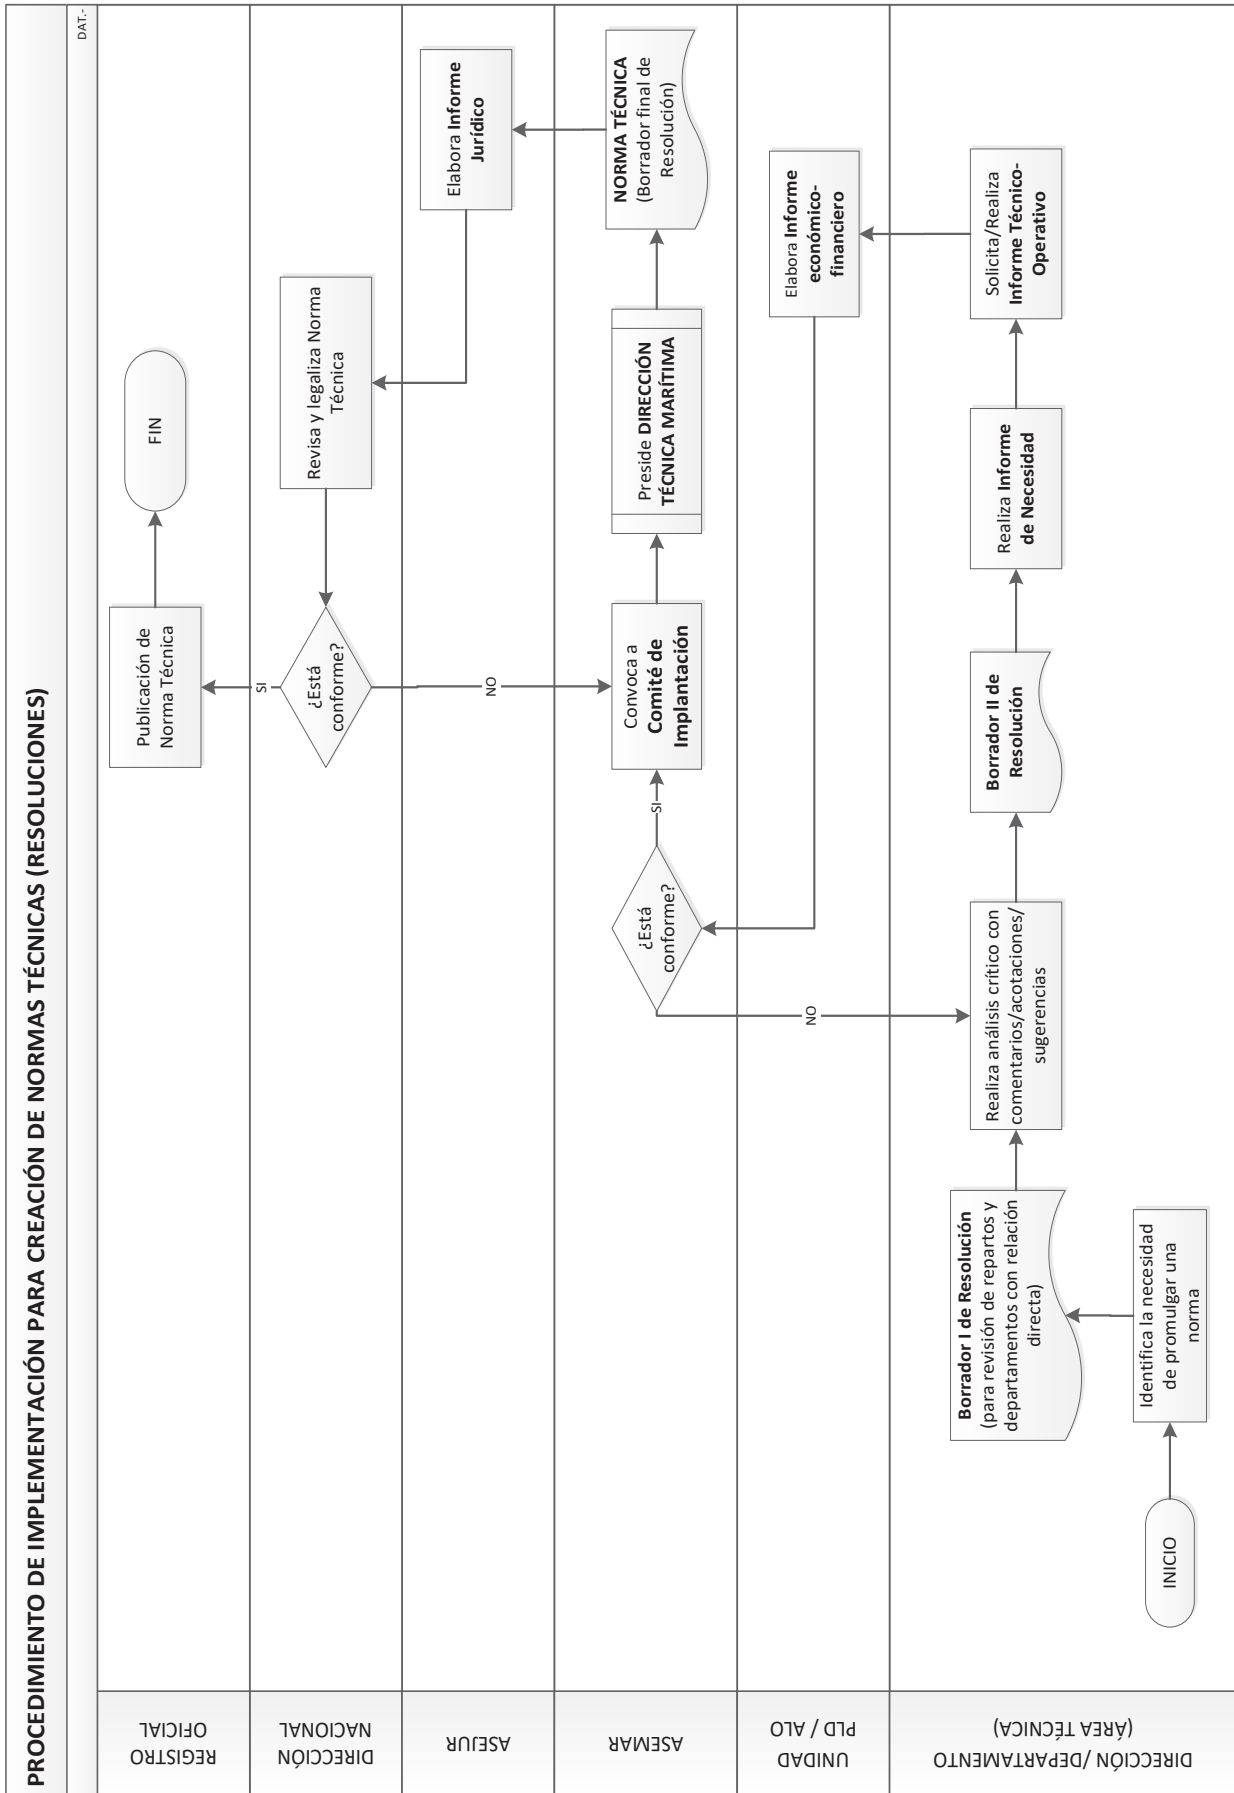 PROCEDIMIENTO DE IMPLEMENTACIÓN PARA CREACIÓN DE NORMAS TÉCNICAS (RESOLUCIONES)
DAT.-
REGISTRO
OFICIAL
Publicación de
Norma Técnica
FIN
DIRECCIÓN
NACIONAL
SI
¿Está
conforme?
Revisa y legaliza Norma
Técnica
ASEJUR
NO
Elabora Informe
Jurídico
ASEMAR
¿Está
conforme?
SI
Convoca a
Comité de
Implantación
Preside DIRECCIÓN
TÉCNICA MARÍTIMA
NORMA TÉCNICA
(Borrador final de
Resolución)
UNIDAD
PLD / ALO
NO
Elabora Informe
económico-
financiero
DIRECCIÓN /DEPARTAMENTO
(ÁREA TÉCNICA)
INICIO
Identifica la necesidad
de promulgar una
norma
Borrador I de Resolución
(para revisión de repartos y
departamentos con relación
directa)
Realiza análisis crítico con
comentarios/acotaciones/
sugerencias
Borrador II de
Resolución
Realiza Informe
de Necesidad
Solicita/Realiza
Informe Técnico-
Operativo